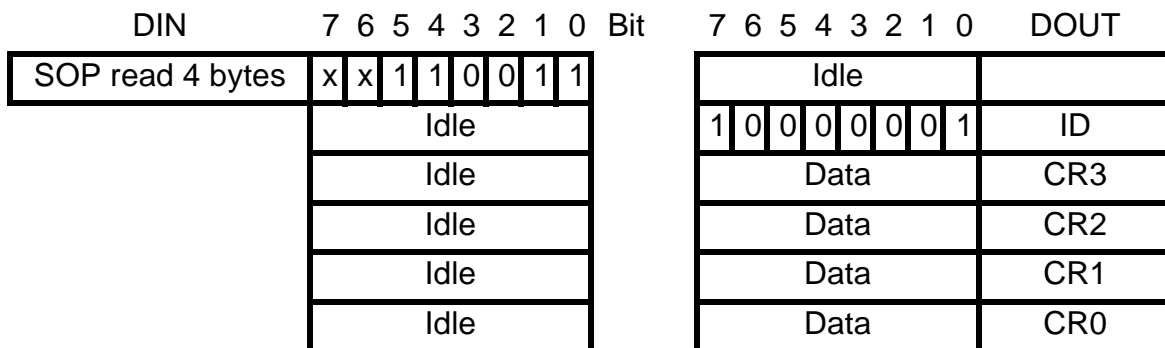 DIN 7 6 5 4 3 2 1 0 Bit 7 6 5 4 3 2 1 0 DOUT
SOP read 4 bytes x x 1 1 0 0 1 1 Idle
Idle 1 0 0 0 0 0 0 1 ID
Idle Data CR3
Idle Data CR2
Idle Data CR1
Idle Data CR0